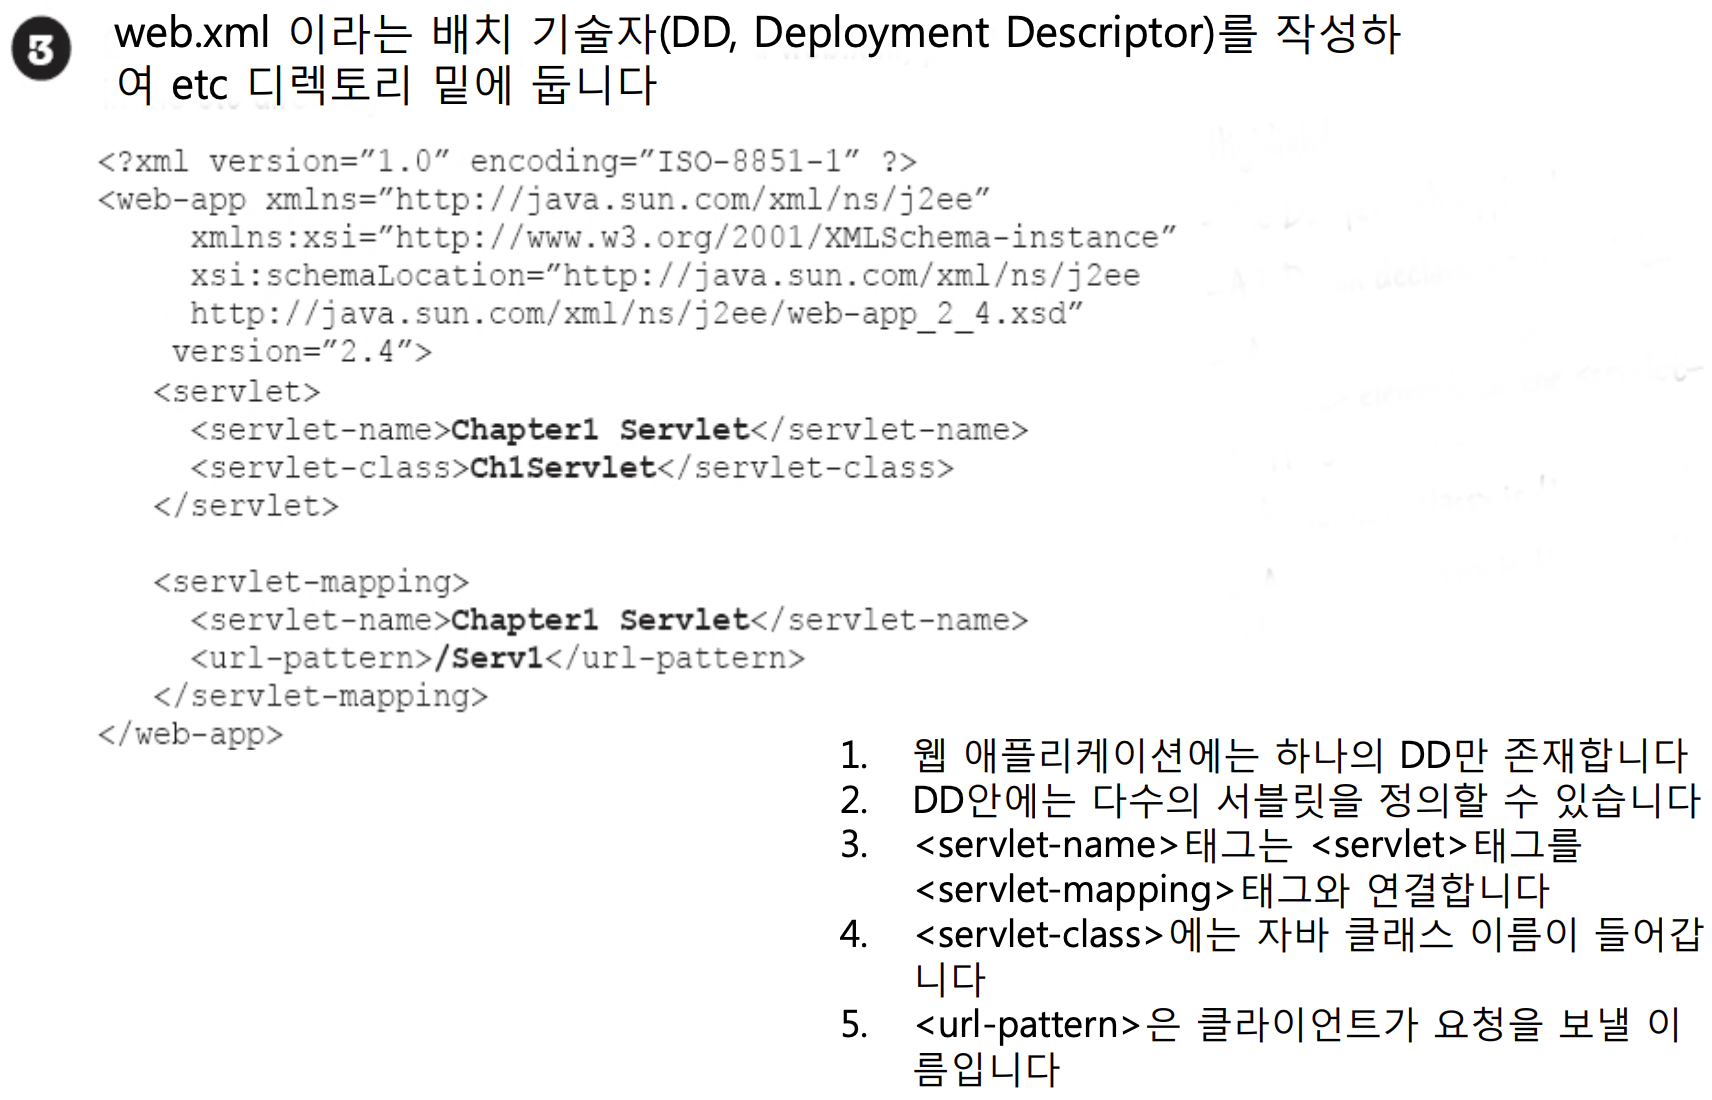 3 web.xml 이라는 배치 기술자(DD, Deployment Descriptor)를 작성하
여 etc 디렉토리 밑에 둡니다
<?xml version=”1.0” encoding=”ISO-8851-1” ?>
<web-app xmlns=”http://java.sun.com/xml/ns/j2ee”
xmlns:xsi=”http://www.w3.org/2001/XMLSchema-instance”
xsi:schemaLocation=”http://java.sun.com/xml/ns/j2ee
http://java.sun.com/xml/ns/j2ee/web-app_2_4.xsd”
version=”2.4”>
<servlet>
<servlet-name>Chapter1 Servlet</servlet-name>
<servlet-class>Ch1Servlet</servlet-class>
</servlet>
<servlet-mapping>
<servlet-name>Chapter1 Servlet</servlet-name>
<url-pattern>/Serv1</url-pattern>
</servlet-mapping>
</web-app>
1. 웹 애플리케이션에는 하나의 DD만 존재합니다
2. DD안에는 다수의 서블릿을 정의할 수 있습니다
3. <servlet-name>태그는 <servlet>태그를
<servlet-mapping>태그와 연결합니다
4. <servlet-class>에는 자바 클래스 이름이 들어갑
니다
5. <url-pattern>은 클라이언트가 요청을 보낼 이
름입니다